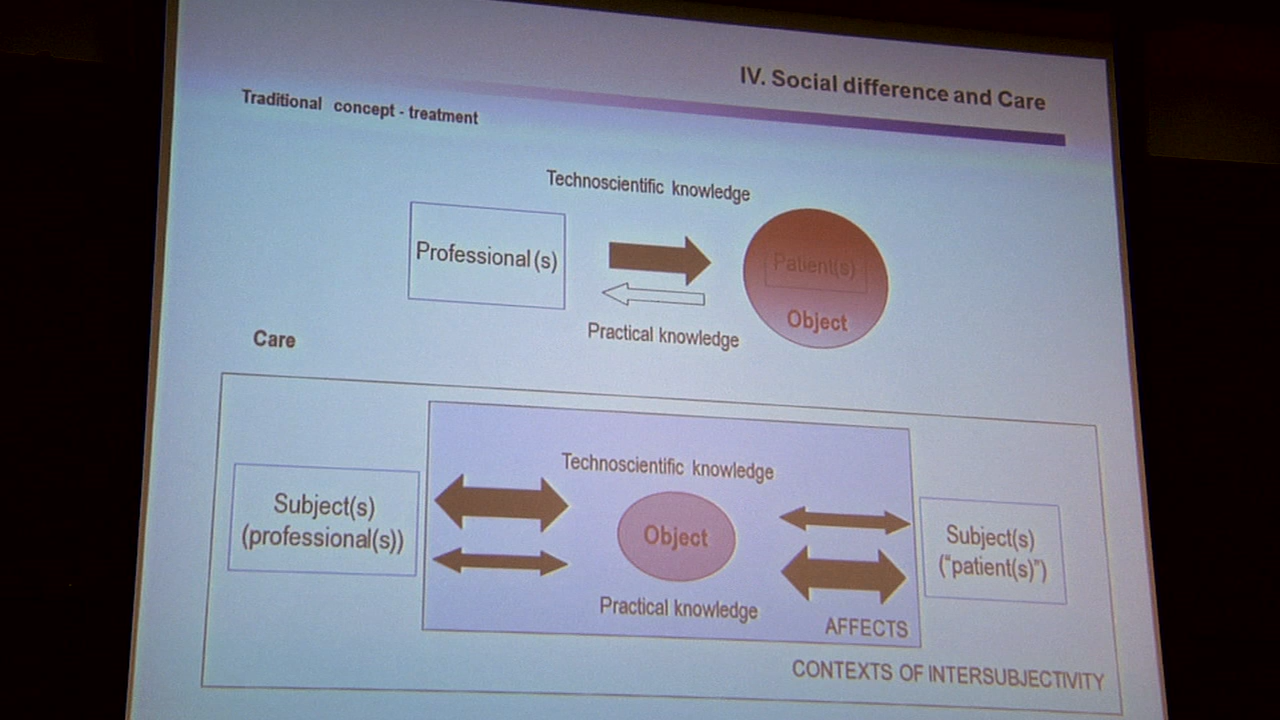 IV. Social difference and Care
Traditional concept - treatment
Technoscientific knowledge
Professional(s)
Patient(s)
Object
Practical knowledge
Care
Technoscientific knowledge
Subject(s)
(professional(s))
Object
Subject(s)
("patient(s)")
Practical knowledge
AFFECTS
CONTEXTS OF INTERSUBJECTIVITY